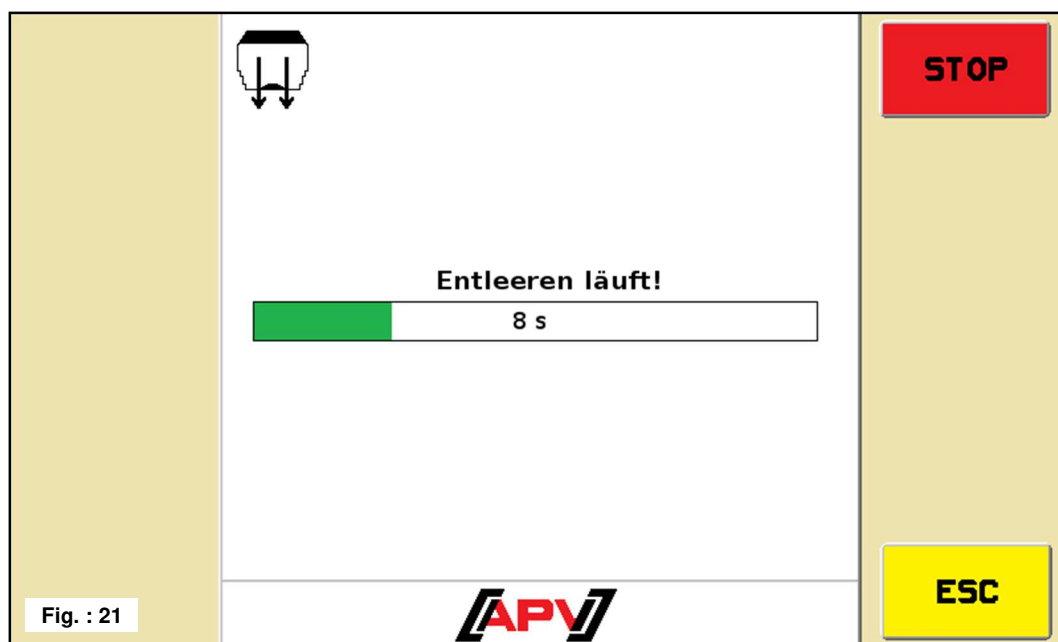 STOP
Entleeren läuft!
8 s
ESC
Fig. : 21
APV